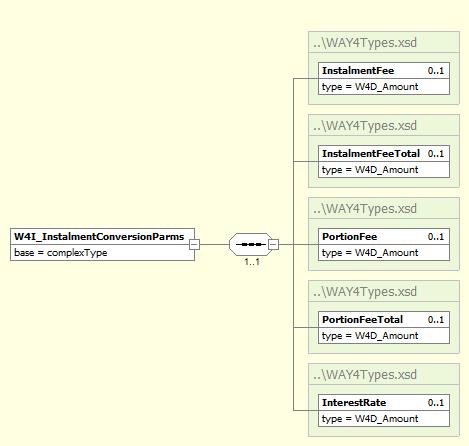 ..\WAY4Types.xsd
InstalmentFee 0..1
type = W4D_Amount
..\WAY4Types.xsd
InstalmentFeeTotal 0..1
type = W4D_Amount
..\WAY4Types.xsd
W4I_InstalmentConversionParms
base = complexType
1..1
PortionFee 0..1
type = W4D_Amount
..\WAY4Types.xsd
PortionFeeTotal 0..1
type = W4D_Amount
..\WAY4Types.xsd
InterestRate 0..1
type = W4D_Amount